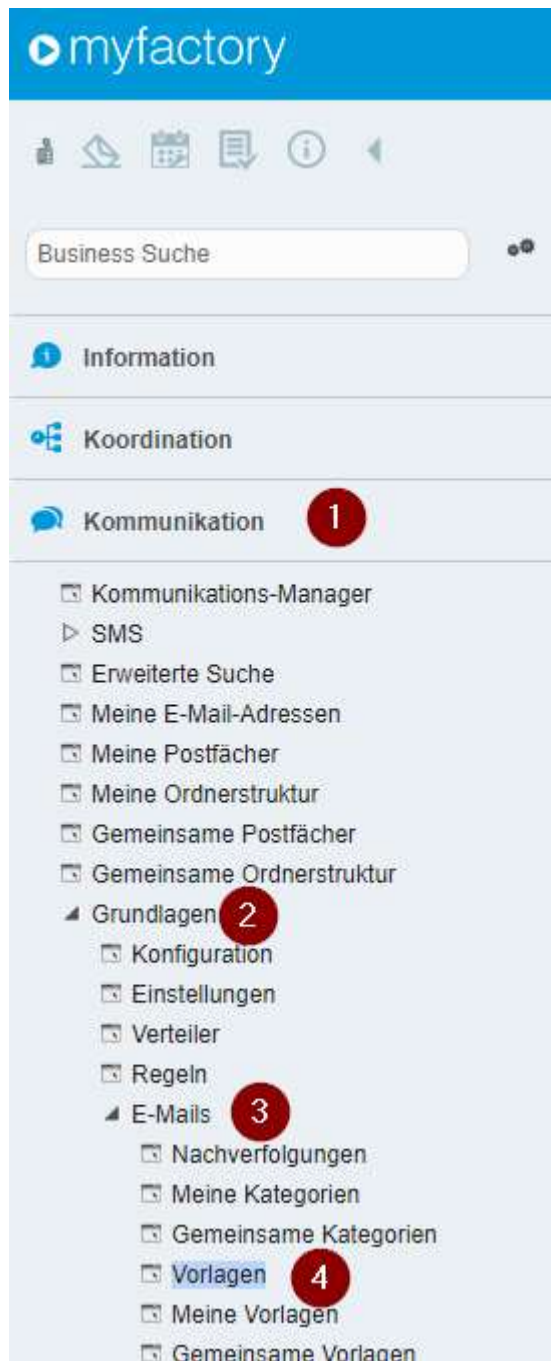 myfactory
Business Suche
Information
Koordination
Kommunikation 1
Kommunikations-Manager
SMS
Erweiterte Suche
Meine E-Mail-Adressen
Meine Postfächer
Meine Ordnerstruktur
Gemeinsame Postfächer
Gemeinsame Ordnerstruktur
Grundlagen 2
Konfiguration
Einstellungen
Verteiler
Regeln
E-Mails 3
Nachverfolgungen
Meine Kategorien
Gemeinsame Kategorien
Vorlagen 4
Meine Vorlagen
Gemeinsame Vorlagen